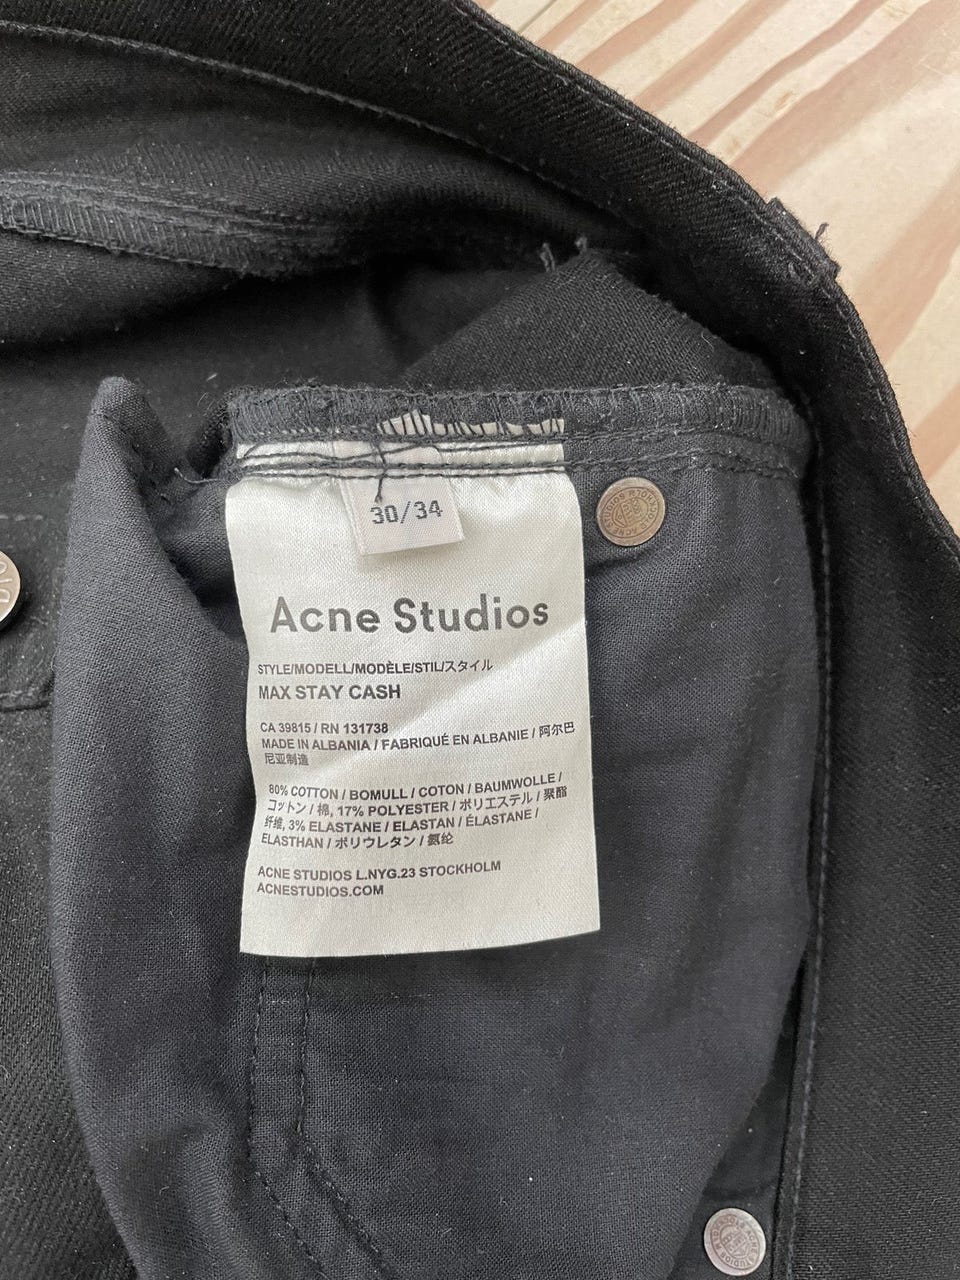 30/34
Acne Studios
STYLE/MODELL/MODÈLE/STIL/スタイル
MAX STAY CASH
CA 39815 / RN 131738
MADE IN ALBANIA / FABRIQUÉ EN ALBANIE / 阿尔巴
尼亚制造
80% COTTON / BOMULL / COTON / BAUMWOLLE /
コットン / 棉, 17% POLYESTER / ポリエステル / 聚酯
纤维, 3% ELASTANE / ELASTAN / ÉLASTANE /
ELASTHAN / ポリウレタン / 氨纶
ACNE STUDIOS L.NYG.23 STOCKHOLM
ACNESTUDIOS.COM